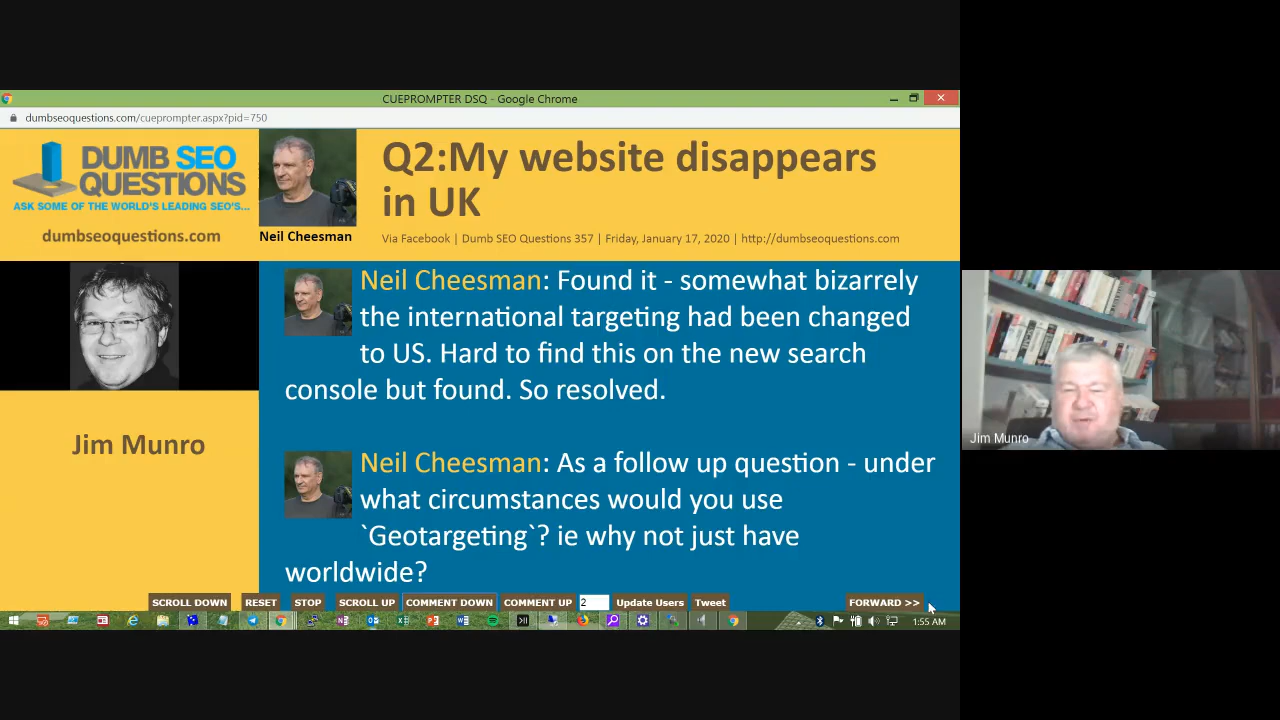 CUEPROMPTER DSQ - Google Chrome
dumbseoquestions.com/cueprompter.aspx?pid=750
DUMB SEO
QUESTIONS
ASK SOME OF THE WORLD'S LEADING SEO'S...
dumbseoquestions.com
Neil Cheesman
Q2:My website disappears
in UK
Via Facebook | Dumb SEO Questions 357 | Friday, January 17, 2020 | http://dumbseoquestions.com
Jim Munro
Neil Cheesman: Found it - somewhat bizarrely
the international targeting had been changed
to US. Hard to find this on the new search
console but found. So resolved.
Neil Cheesman: As a follow up question - under
what circumstances would you use
`Geotargeting`? ie why not just have
worldwide?
Jim Munro
SCROLL DOWN RESET STOP SCROLL UP COMMENT DOWN COMMENT UP 2 Update Users Tweet FORWARD >>
1:55 AM